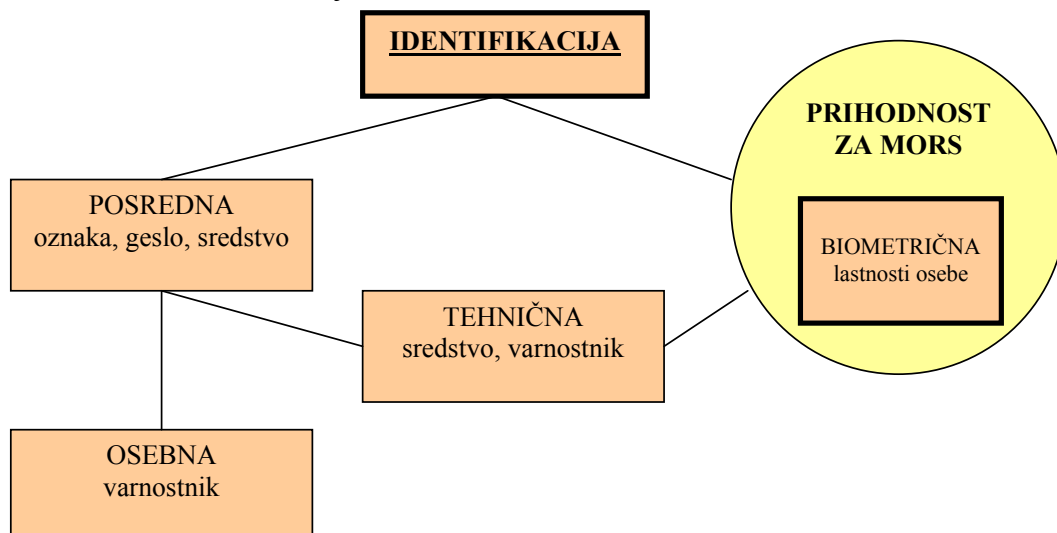 IDENTIFIKACIJA
PRIHODNOST
ZA MORS
POSREDNA
oznaka, geslo, sredstvo
BIOMETRIČNA
lastnosti osebe
TEHNIČNA
sredstvo, varnostnik
OSEBNA
varnostnik